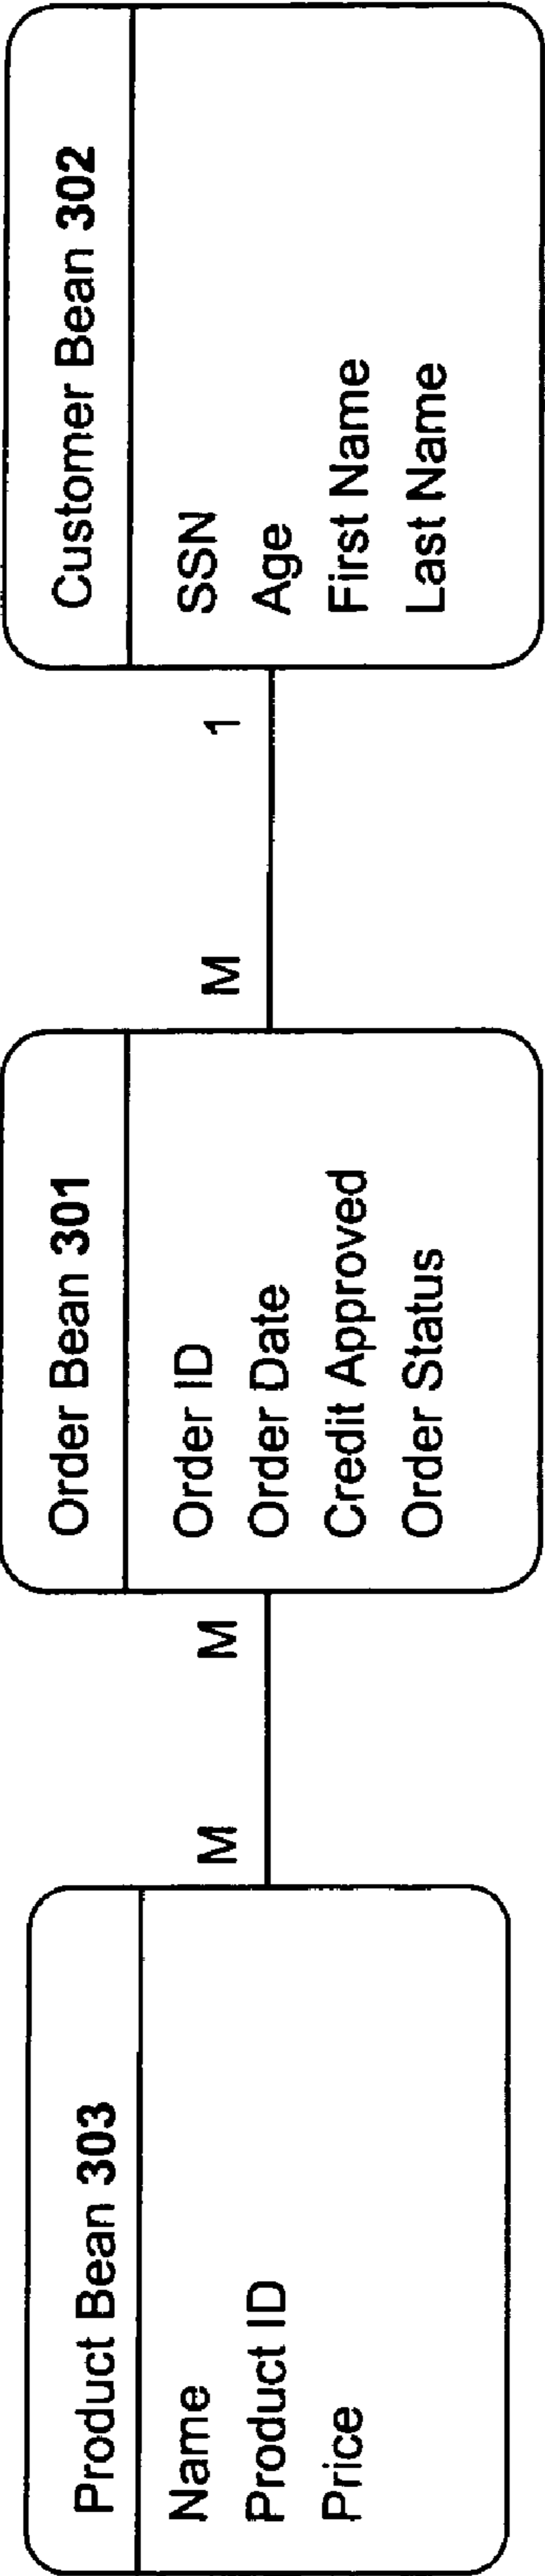 Product Bean 303
Name
Product ID
Price
M
M
Order Bean 301
Order ID
Order Date
Credit Approved
Order Status
M
1
Customer Bean 302
SSN
Age
First Name
Last Name